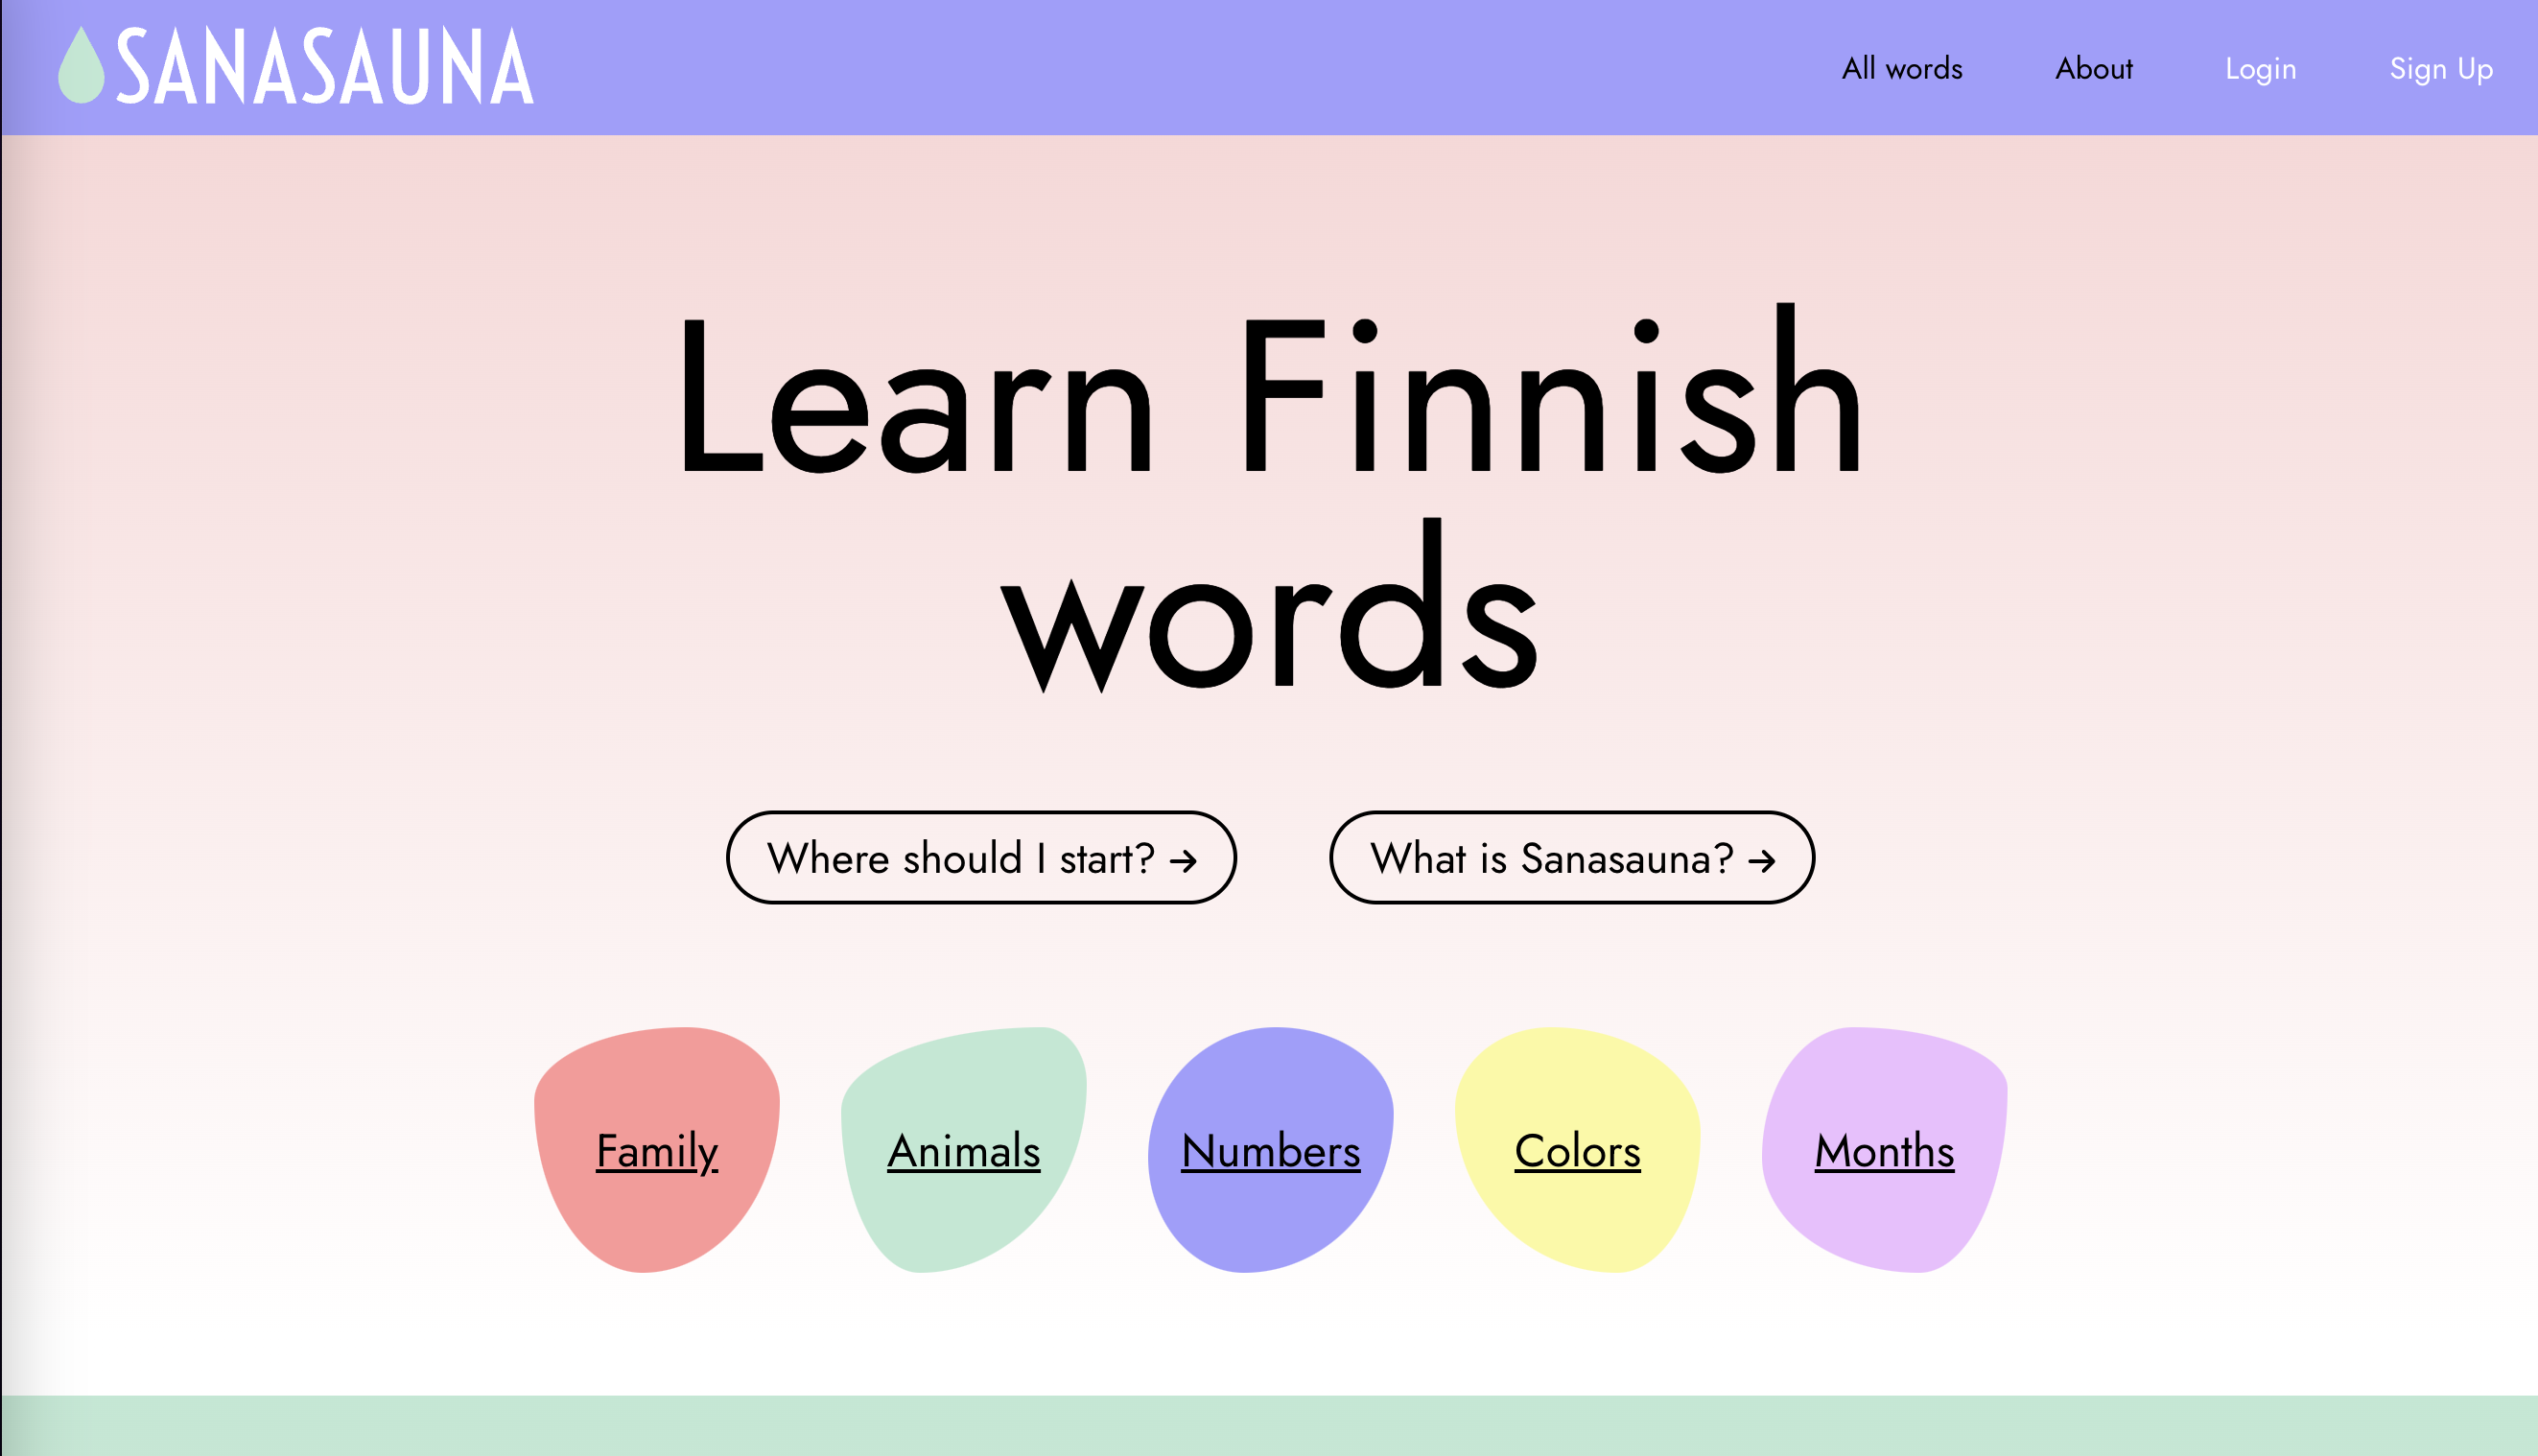 SANASAUNA
All words
About
Login
Sign Up
Learn Finnish
words
Where should I start? →
What is Sanasauna? →
Family
Animals
Numbers
Colors
Months